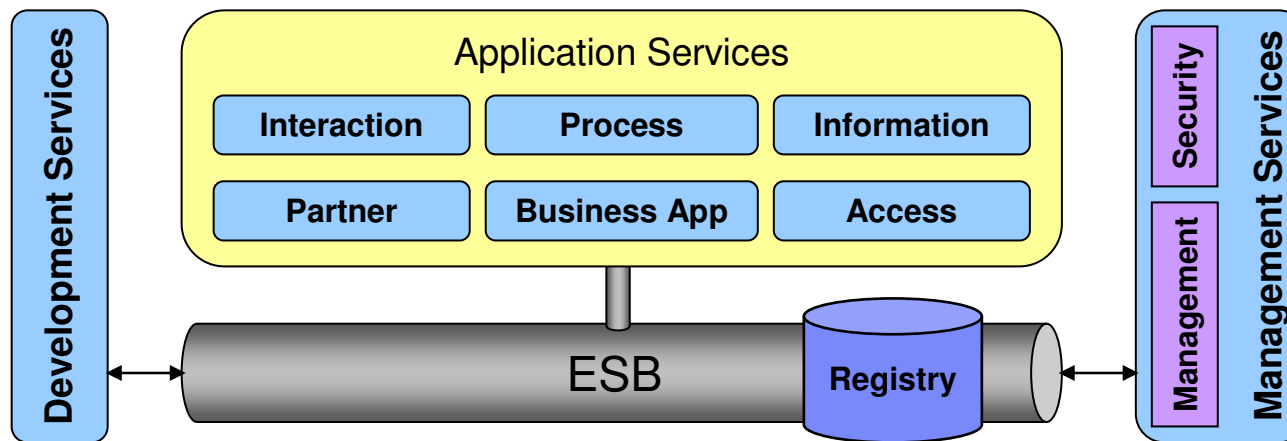 Development Services
Application Services
Interaction
Process
Information
Partner
Business App
Access
ESB
Registry
Security
Management
Management Services